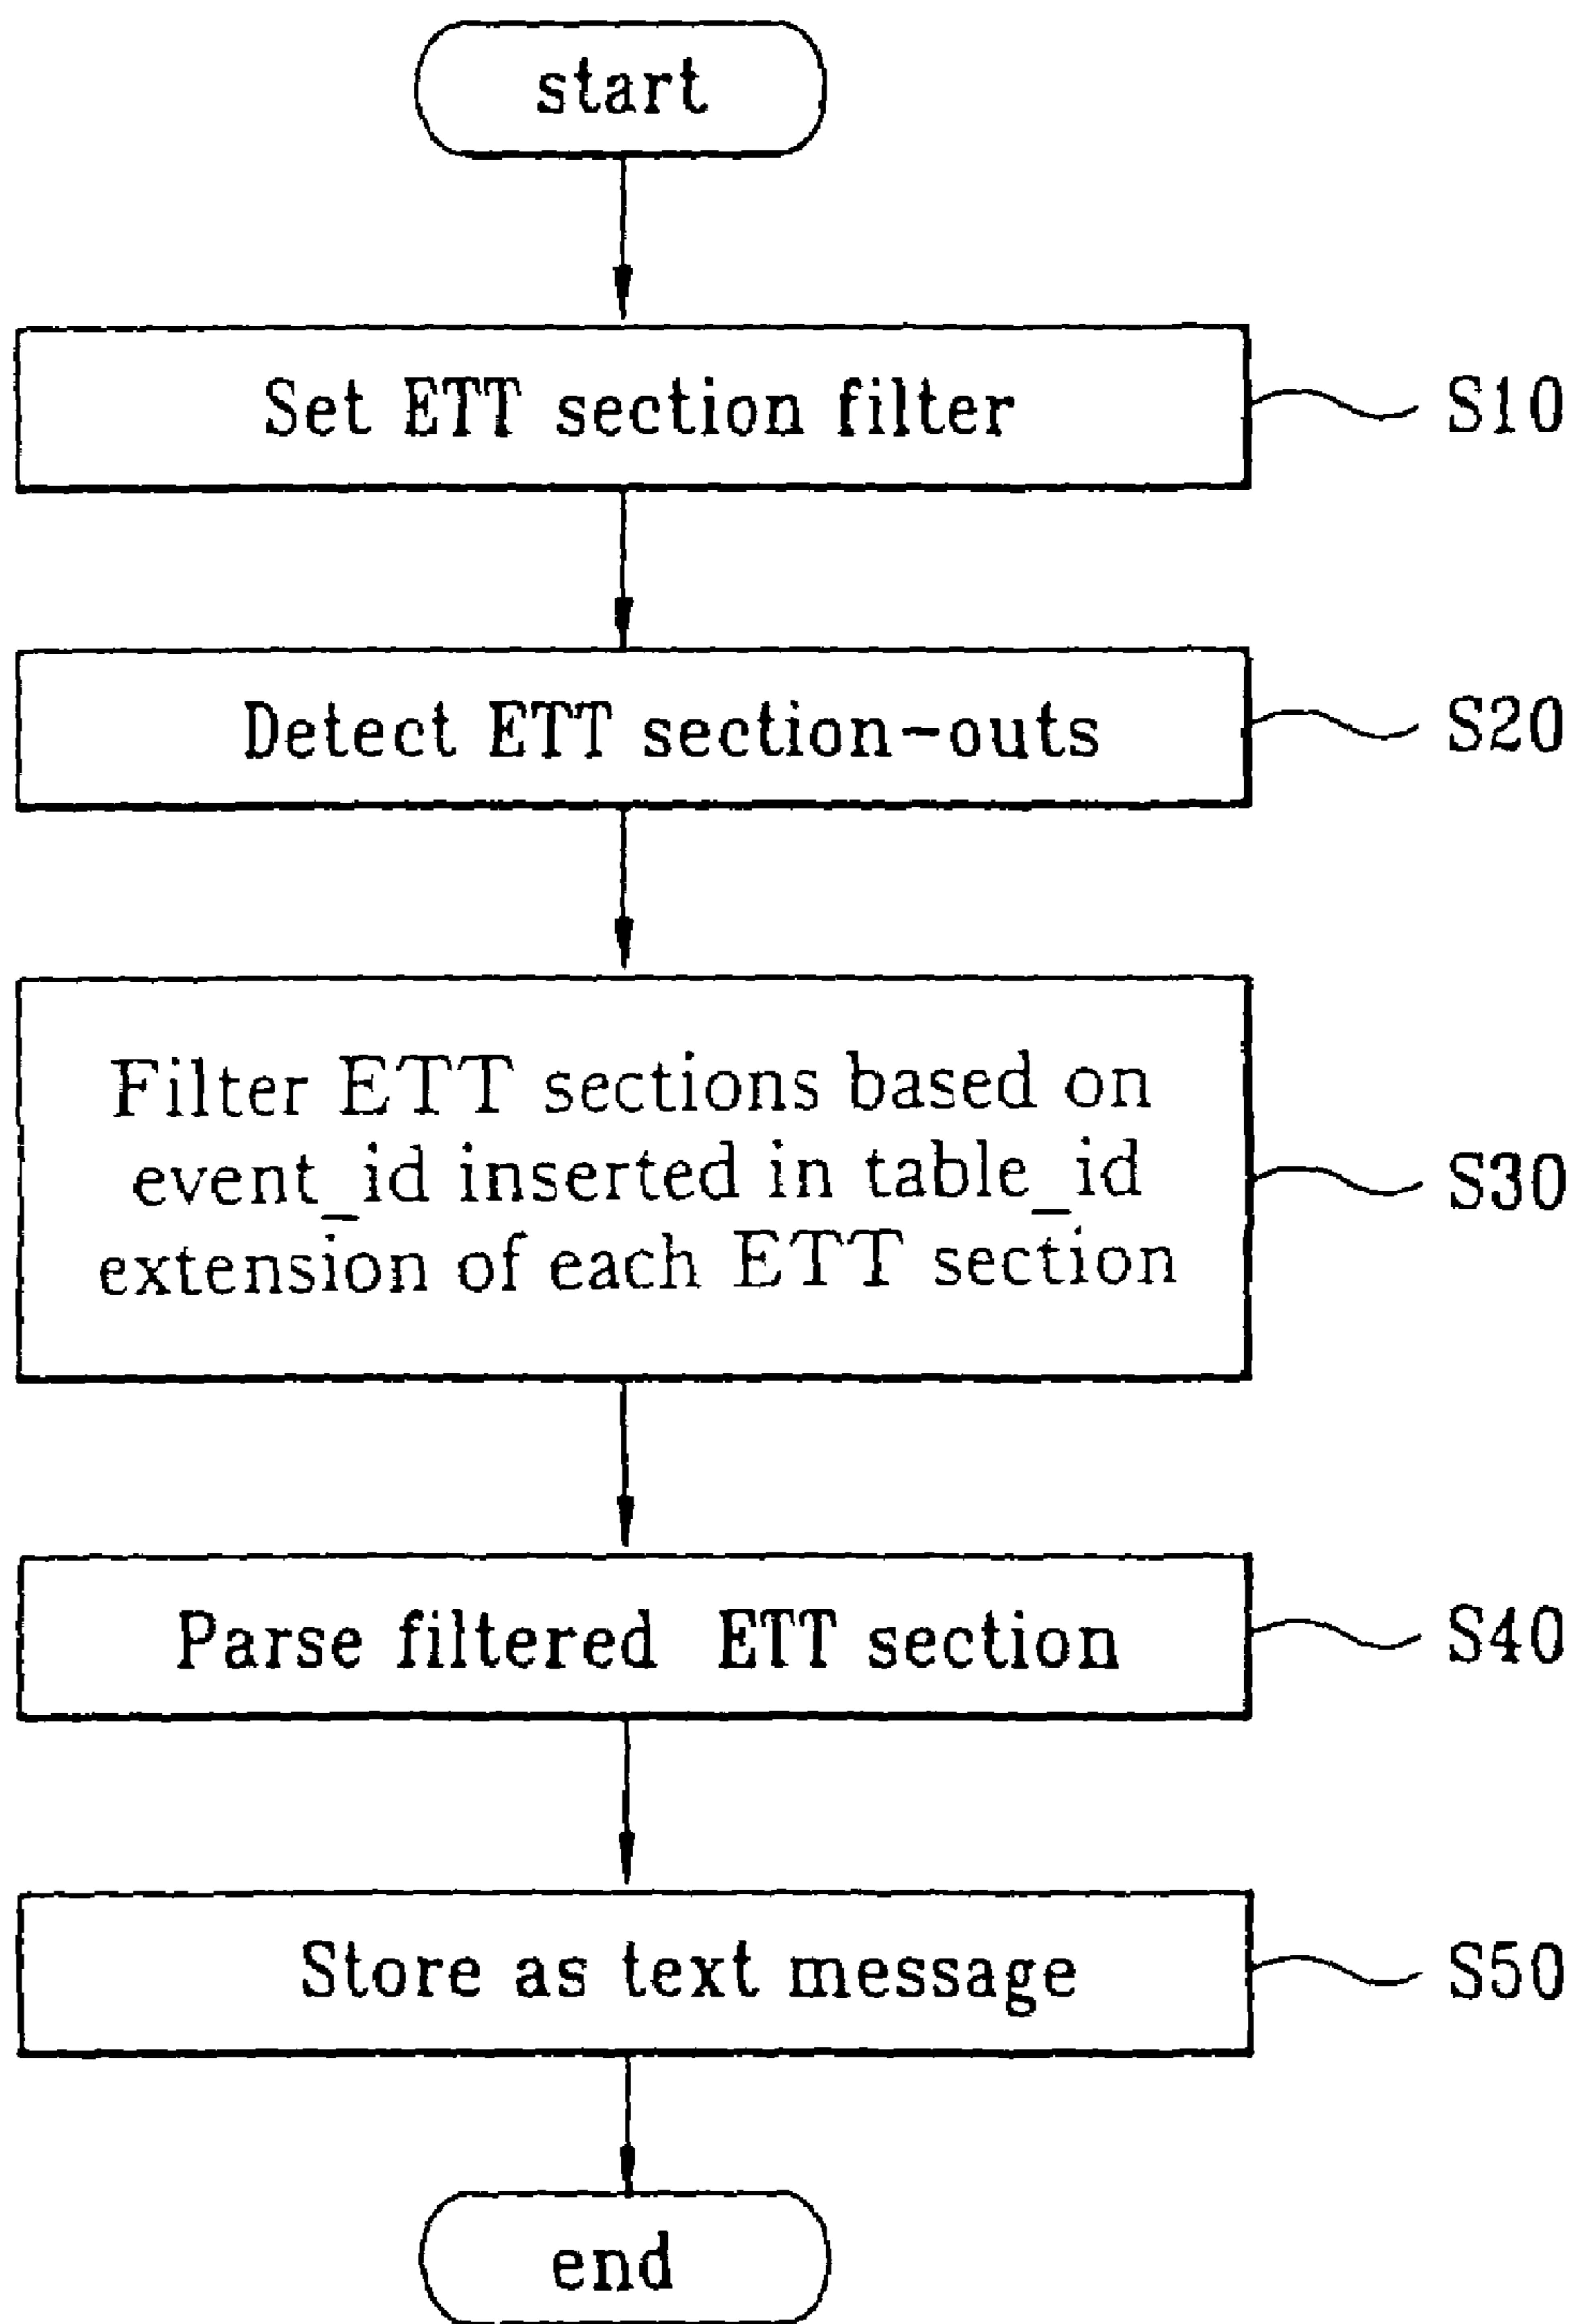 start
Set ETT section filter
S10
Detect ETT section-outs
S20
Filter ETT sections based on
event_id inserted in table_id
extension of each ETT section
S30
Parse filtered ETT section
S40
Store as text message
S50
end